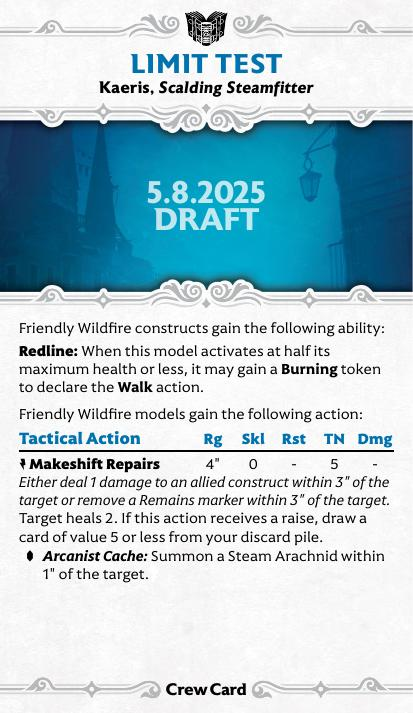 LIMIT TEST
Kaeris, Scalding Steamfitter
5.8.2025
DRAFT
Friendly Wildfire constructs gain the following ability:
Redline: When this model activates at half its
maximum health or less, it may gain a Burning token
to declare the Walk action.
Friendly Wildfire models gain the following action:
Tactical Action Rg Skl Rst TN Dmg
Makeshift Repairs 4" 0 - 5 -
Either deal 1 damage to an allied construct within 3" of the
target or remove a Remains marker within 3" of the target.
Target heals 2. If this action receives a raise, draw a
card of value 5 or less from your discard pile.
Arcanist Cache: Summon a Steam Arachnid within
1" of the target.
Crew Card